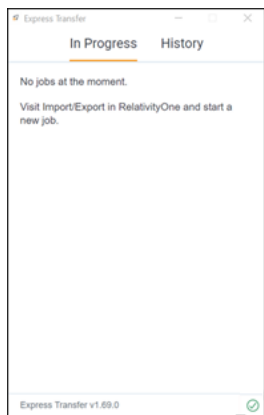 Express Transfer
In Progress History
No jobs at the moment.
Visit Import/Export in RelativityOne and start a
new job.
Express Transfer v1.69.0